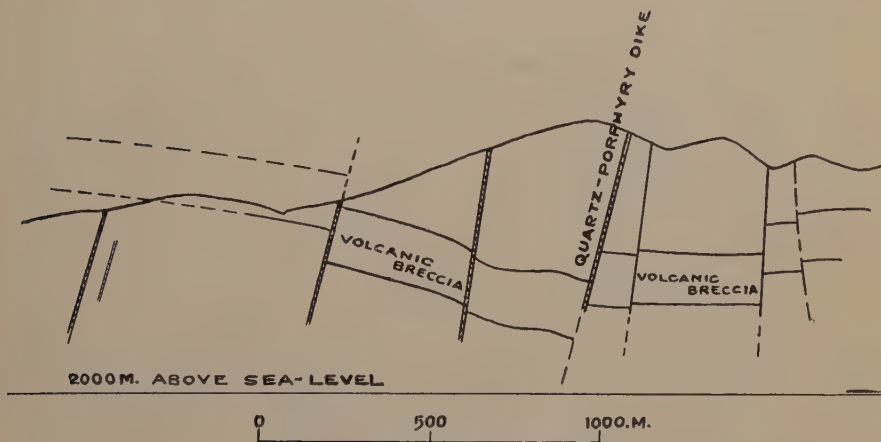 QUARTZ-PORPHYRY DIKE
VOLCANIC
BRECCIA
VOLCANIC
BRECCIA
2000M. ABOVE SEA-LEVEL
0 500 1000.M.